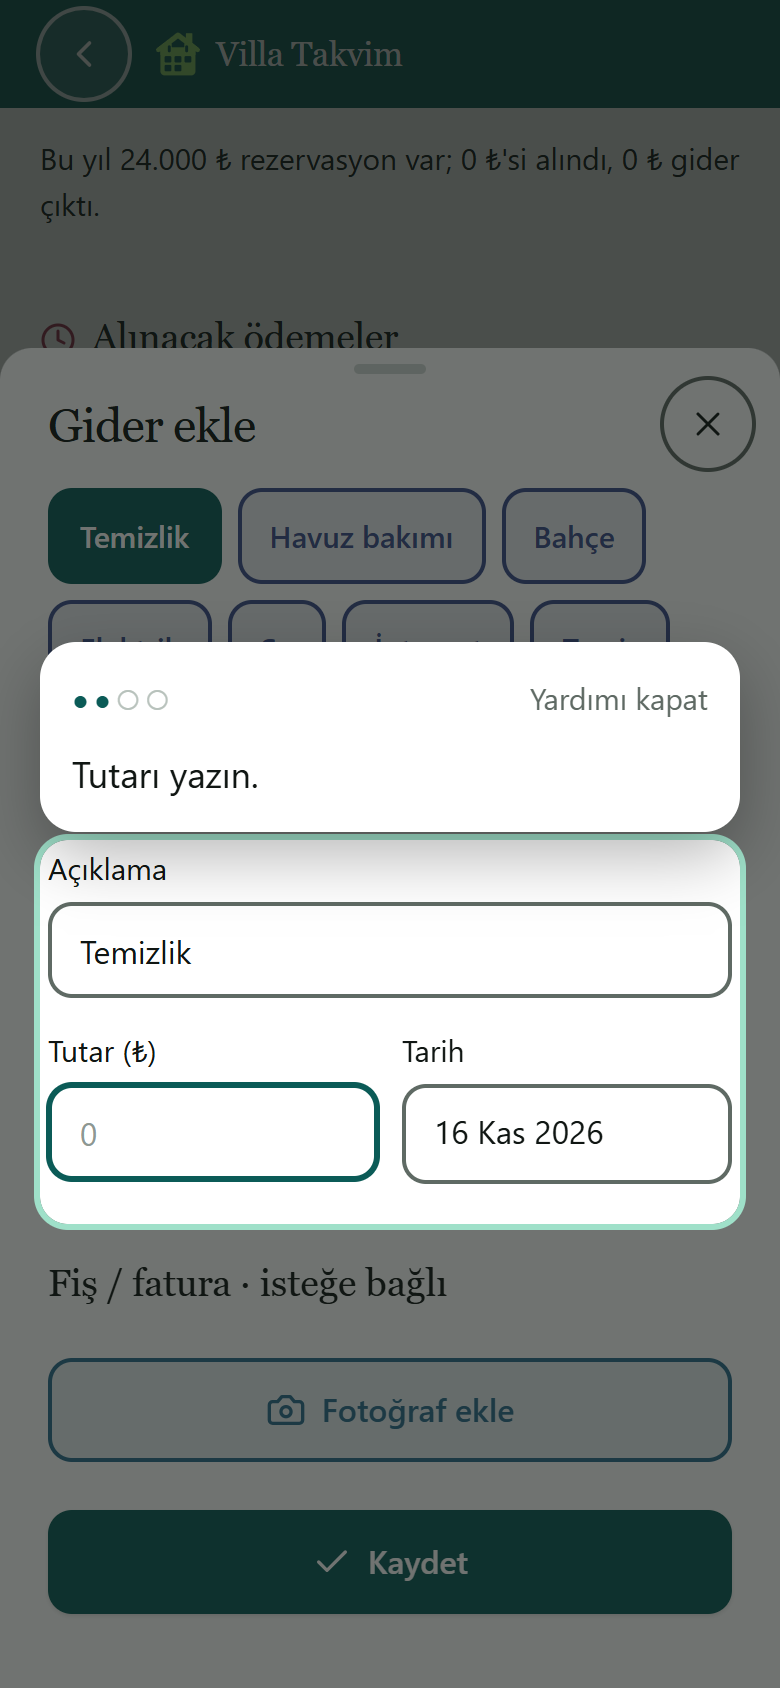 Villa Takvim
Bu yıl 24.000 ₺ rezervasyon var; 0 ₺'si alındı, 0 ₺ gider
çıktı.
Alınacak ödemeler
Gider ekle
Temizlik
Havuz bakımı
Bahçe
Yardımı kapat
Tutarı yazın.
Açıklama
Temizlik
Tutar (₺)
Tarih
0
16 Kas 2026
Fiş / fatura · isteğe bağlı
Fotoğraf ekle
Kaydet